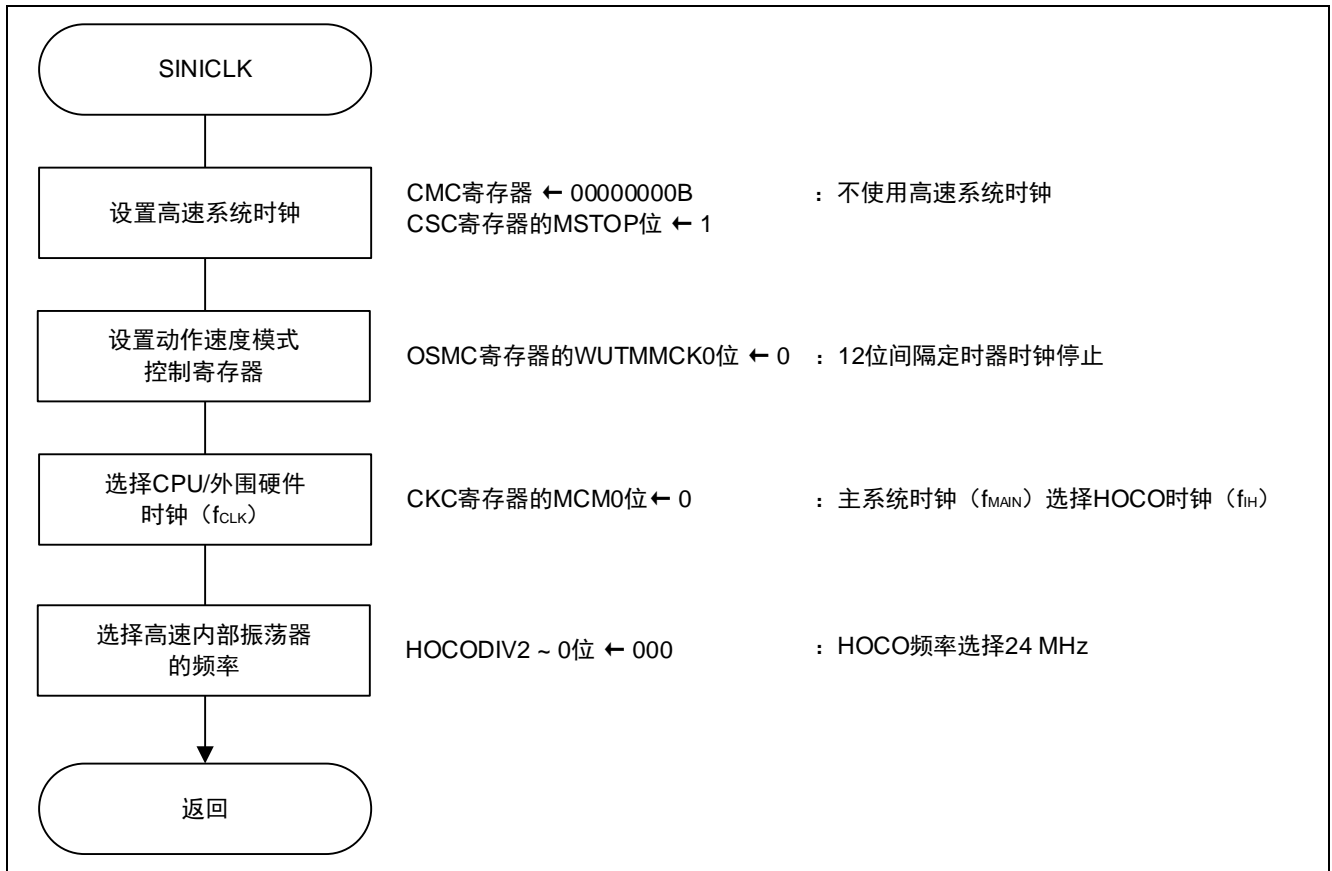 SINICLK
设置高速系统时钟
CMC寄存器 ← 00000000B ：不使用高速系统时钟
CSC寄存器的MSTOP位 ← 1
设置动作速度模式
控制寄存器
OSMC寄存器的WUTMMCK0位 ← 0 ：12位间隔定时器时钟停止
选择CPU/外围硬件
时钟（fCLK）
CKC寄存器的MCM0位← 0 ：主系统时钟（fMAIN）选择HOCO时钟（fIH）
选择高速内部振荡器
的频率
HOCODIV2 ~ 0位 ← 000 ：HOCO频率选择24 MHz
返回